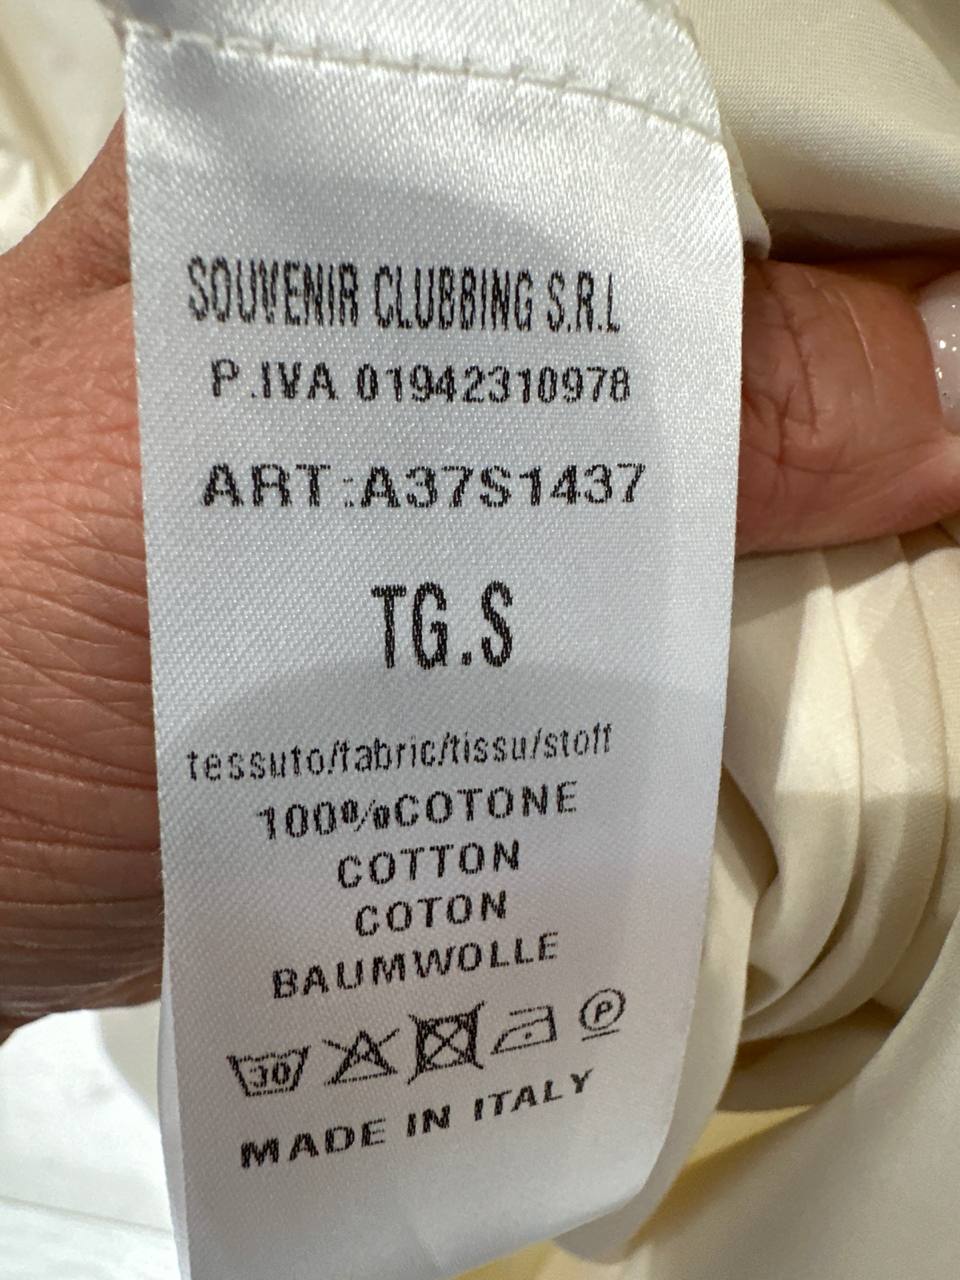 SOUVENIR CLUBBING S.R.L
P.IVA 01942310978
ART:A37S1437
TG.S
tessuto/fabric/tissu/stoff
100%COTONE
COTTON
COTON
BAUMWOLLE
30 P
MADE IN ITALY